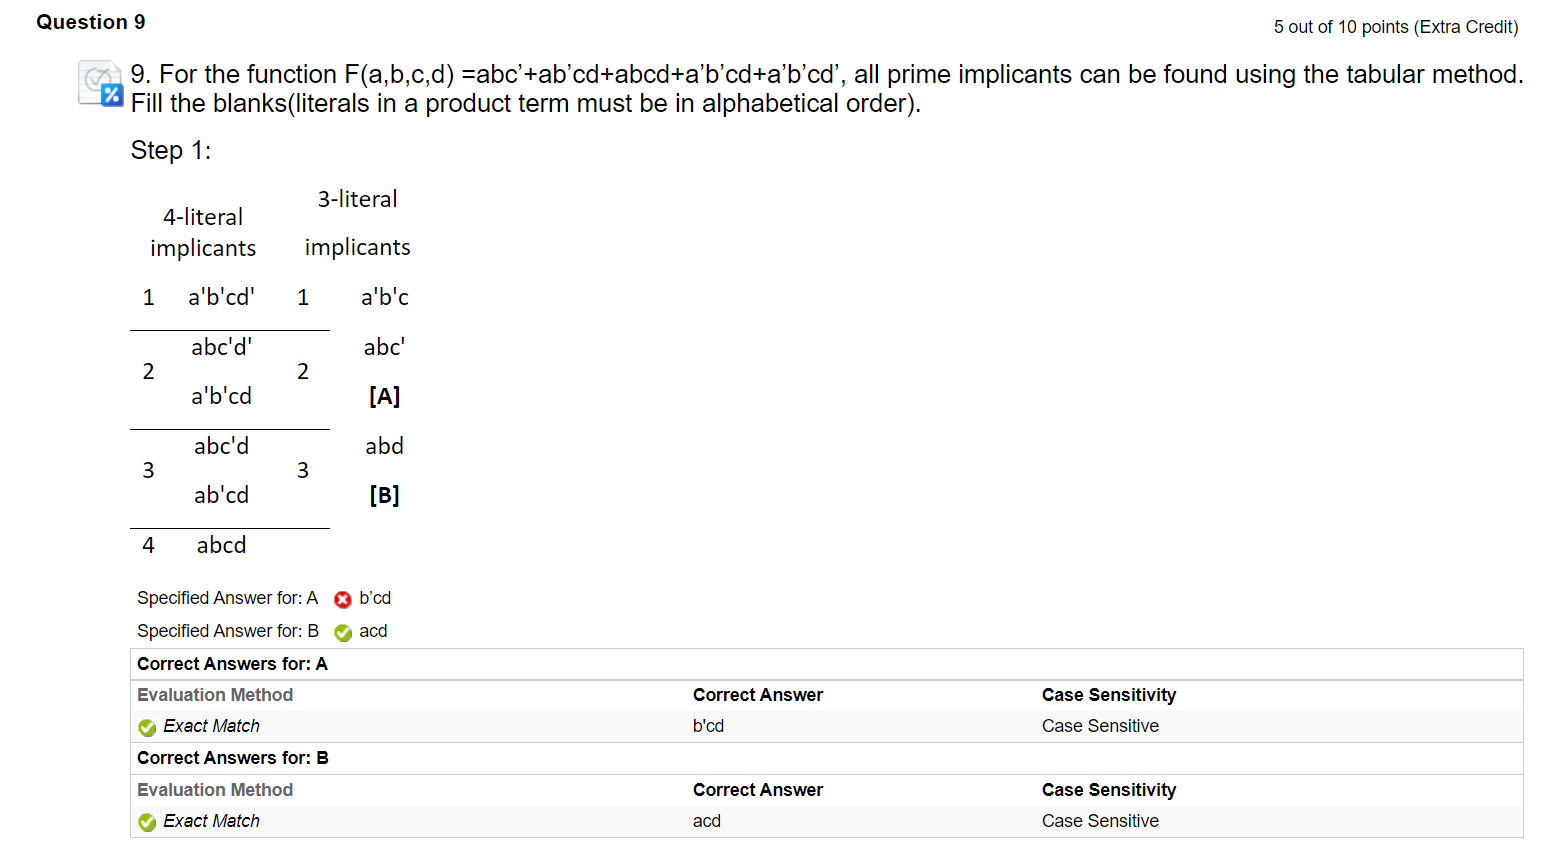 Question 9
5 out of 10 points (Extra Credit)
9. For the function F(a,b,c,d) =abc’+ab’cd+abcd+a’b’cd+a’b’cd’, all prime implicants can be found using the tabular method.
Fill the blanks(literals in a product term must be in alphabetical order).
Step 1:
4-literal
implicants
3-literal
implicants
1 a'b'cd' 1 a'b'c
abc'd' abc'
2 2
a'b'cd [A]
abc'd abd
3 3
ab'cd [B]
4 abcd
Specified Answer for: A b’cd
Specified Answer for: B acd
Correct Answers for: A
Evaluation Method Correct Answer Case Sensitivity
Exact Match b'cd Case Sensitive
Correct Answers for: B
Evaluation Method Correct Answer Case Sensitivity
Exact Match acd Case Sensitive